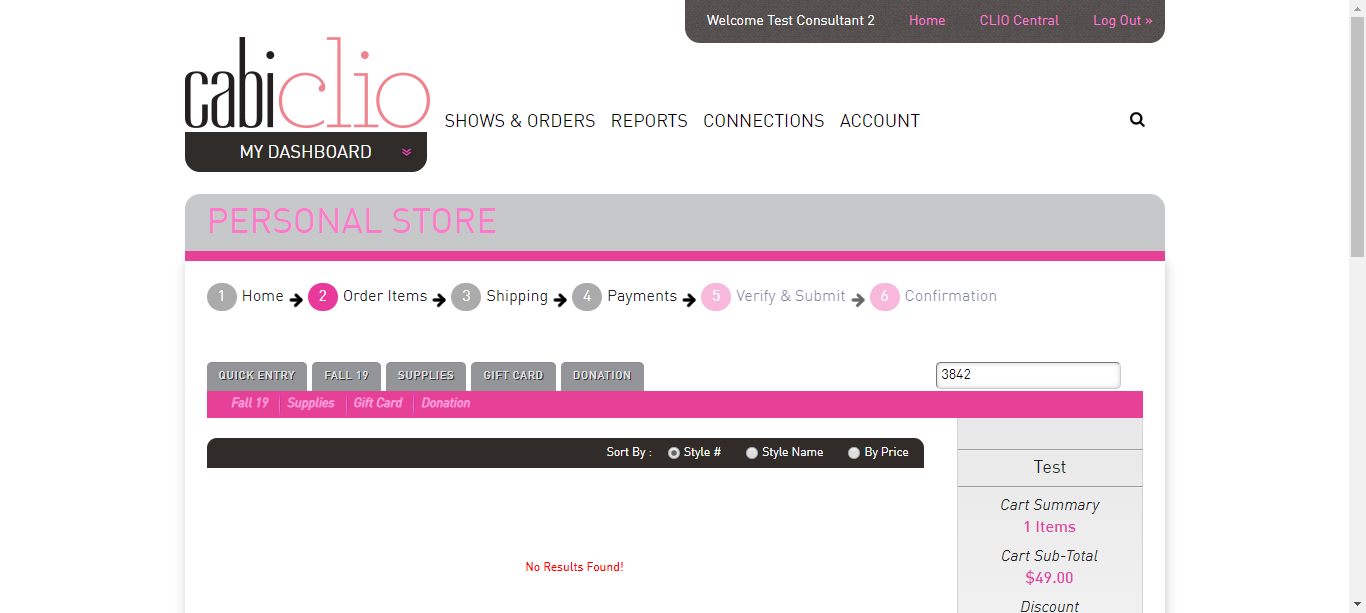 Welcome Test Consultant 2 Home CLIO Central Log Out »
cabiclio
SHOWS & ORDERS REPORTS CONNECTIONS ACCOUNT
MY DASHBOARD
PERSONAL STORE
1 Home 2 Order Items 3 Shipping 4 Payments 5 Verify & Submit 6 Confirmation
QUICK ENTRY FALL 19 SUPPLIES GIFT CARD DONATION 3842
Fall 19 Supplies Gift Card Donation
Sort By : Style # Style Name By Price
Test
Cart Summary
1 Items
Cart Sub-Total
No Results Found!
$49.00
Discount